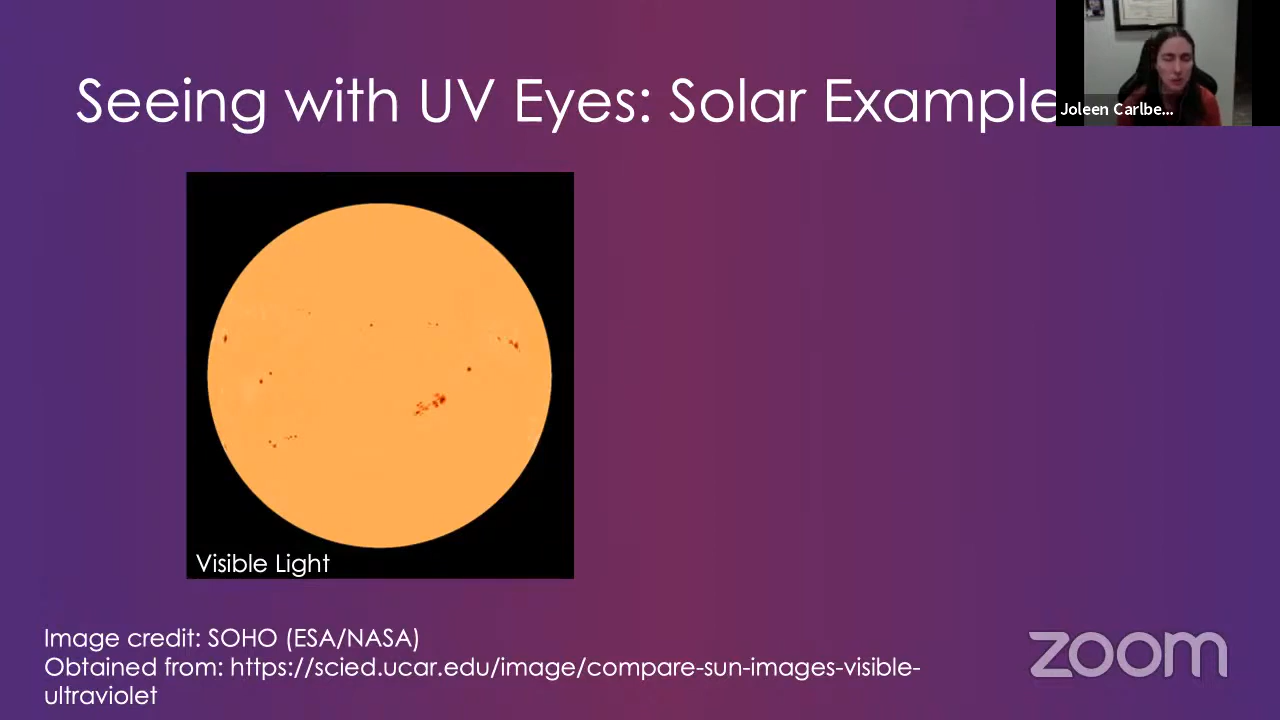 Seeing with UV Eyes: Solar Example
Joleen Carlbe...
Visible Light
Image credit: SOHO (ESA/NASA)
Obtained from: https://scied.ucar.edu/image/compare-sun-images-visible-
ultraviolet
zoom